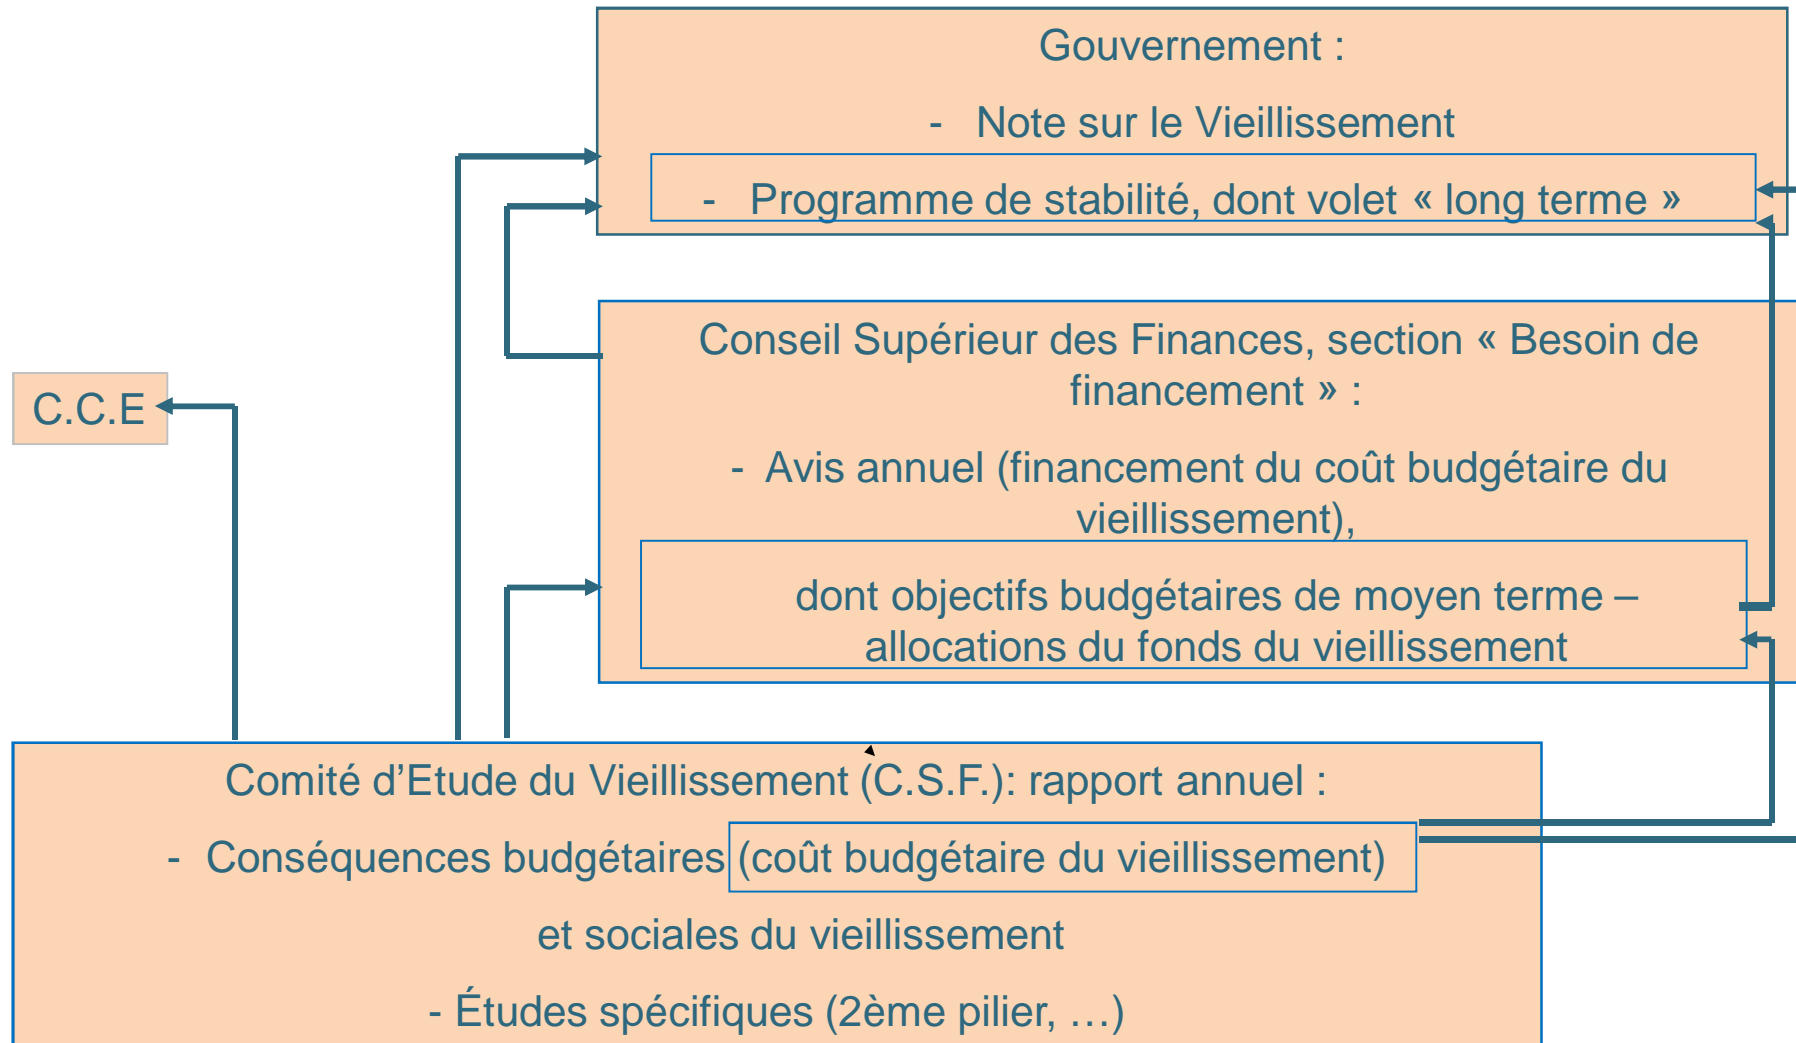 Gouvernement :
- Note sur le Vieillissement
- Programme de stabilité, dont volet « long terme »
Conseil Supérieur des Finances, section « Besoin de
financement » :
- Avis annuel (financement du coût budgétaire du
vieillissement),
dont objectifs budgétaires de moyen terme –
allocations du fonds du vieillissement
C.C.E
Comité d’Etude du Vieillissement (C.S.F.): rapport annuel :
- Conséquences budgétaires (coût budgétaire du vieillissement)
et sociales du vieillissement
- Études spécifiques (2ème pilier, …)